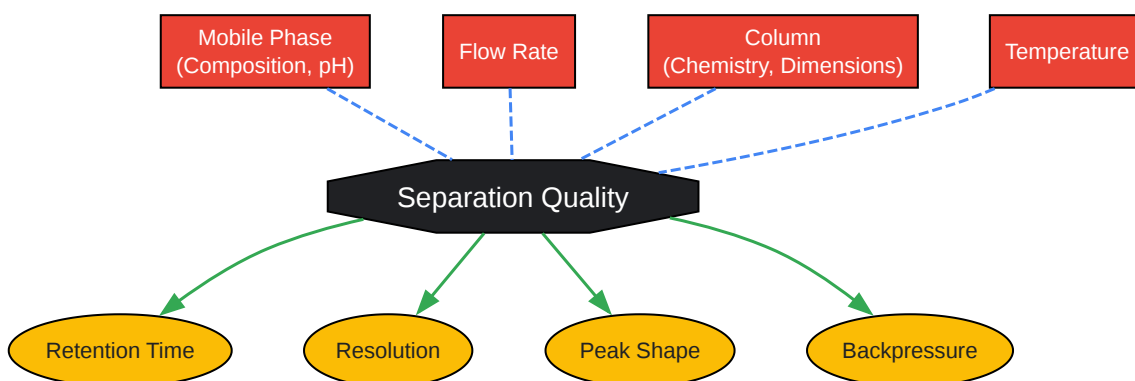 Mobile Phase
(Composition, pH)
Flow Rate
Column
(Chemistry, Dimensions)
Temperature
Separation Quality
Retention Time
Resolution
Peak Shape
Backpressure